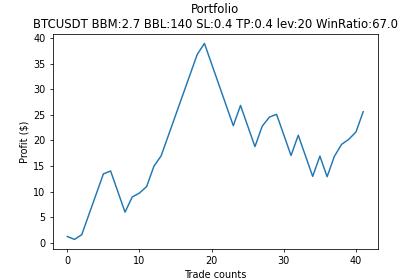 Portfolio
BTCUSDT BBM:2.7 BBL:140 SL:0.4 TP:0.4 lev:20 WinRatio:67.0
40
35
30
25
20
15
10
5
0
Profit ($)
0 10 20 30 40
Trade counts